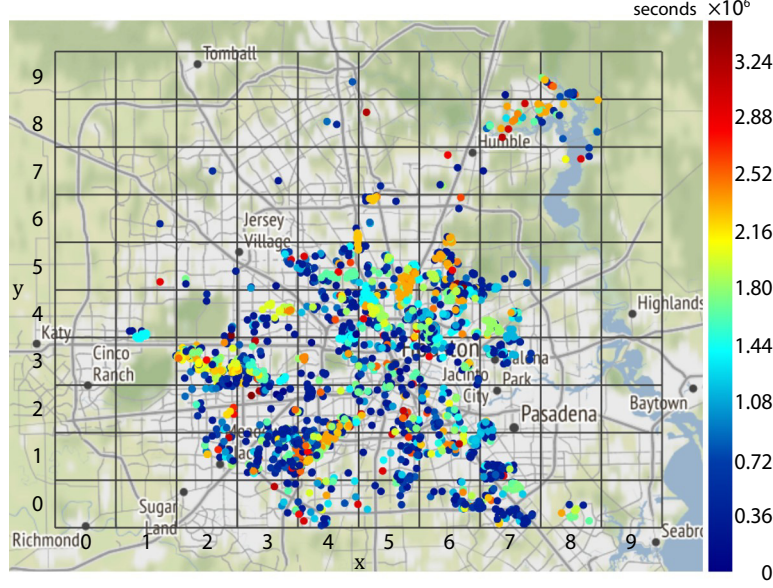 seconds ×10⁶
Tomball
9
3.24
8
Humble
2.88
7
2.52
6
Jersey
Village
2.16
5
y
1.80
4
Highlands
Katy
1.44
3
Cinco
Ranch
Jacinto
City
Park
1.08
2
Baytown
Pasadena
0.72
1
0
Sugar
Land
0.36
Richmond
0 1 2 3 4 5 6 7 8 9
Seabro
x
0